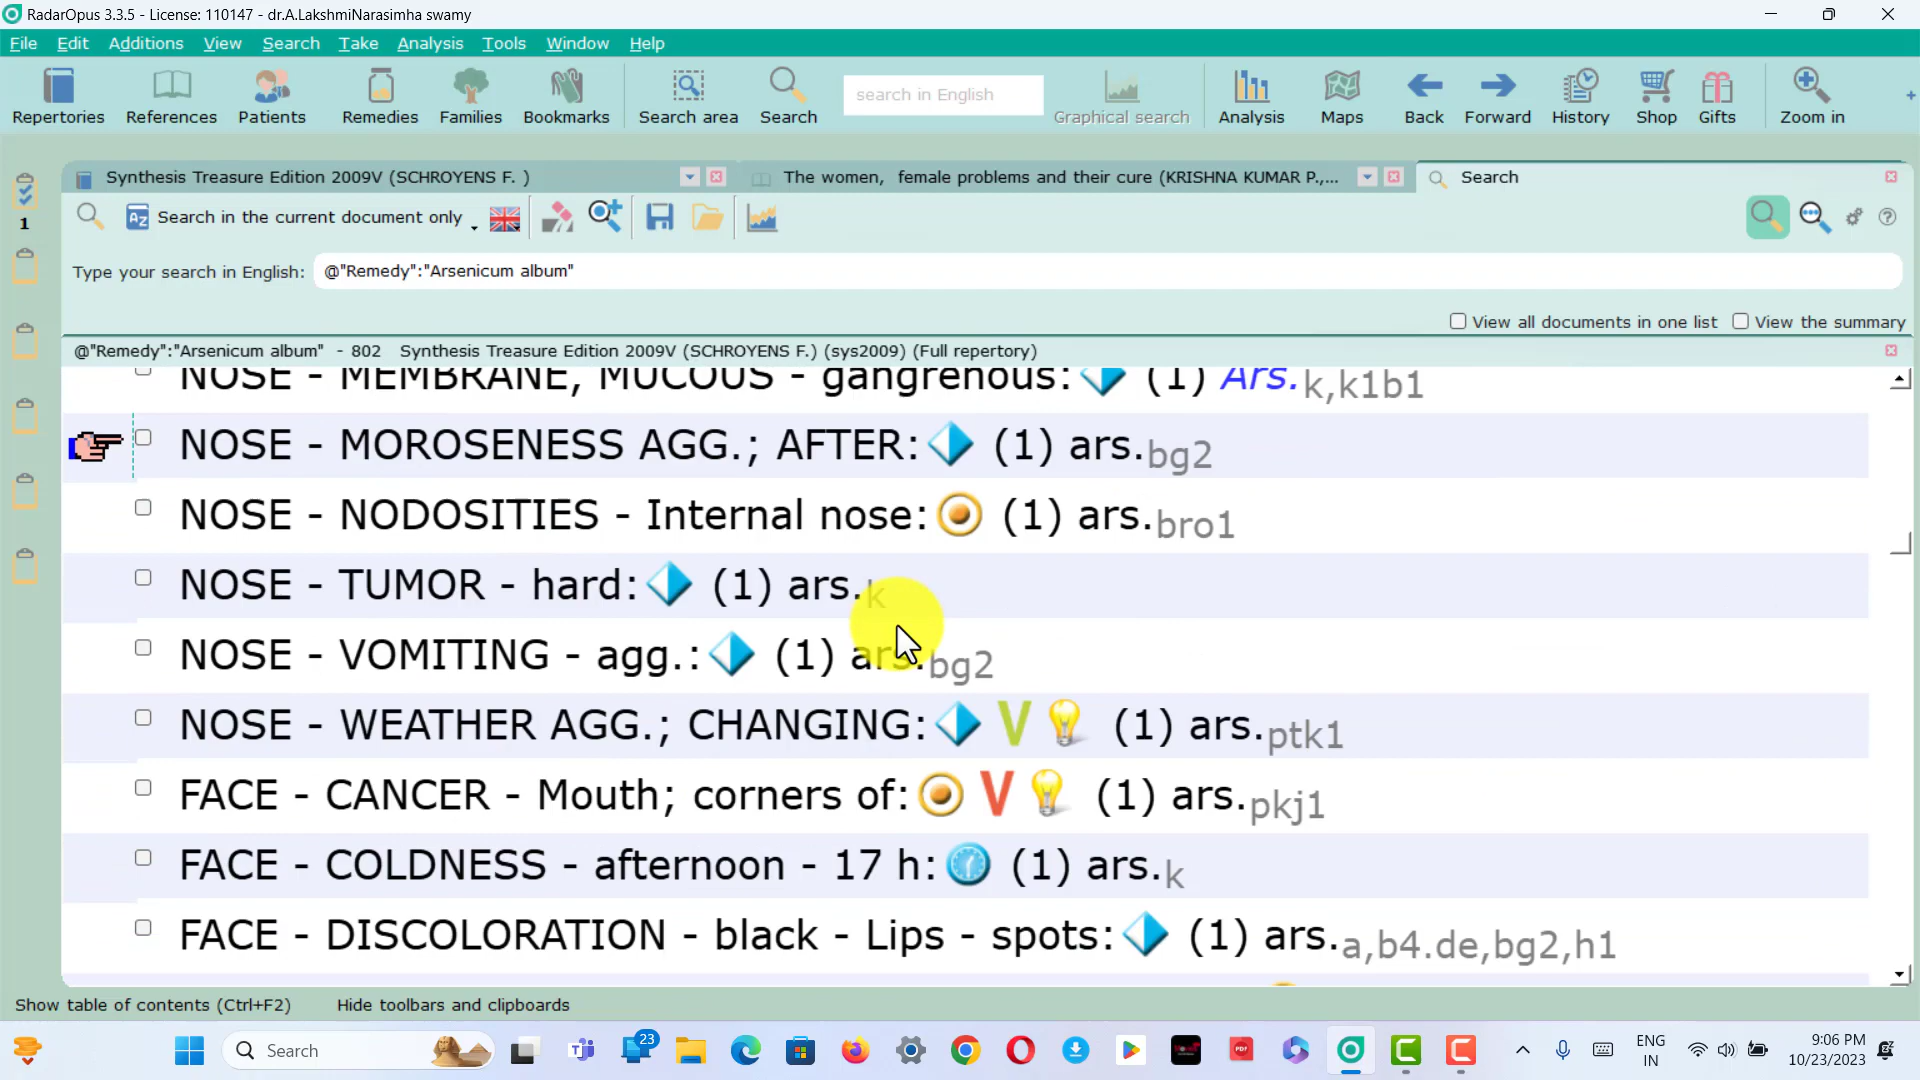 RadarOpus 3.3.5 - License: 110147 - dr.A.LakshmiNarasimha swamy
File Edit Additions View Search Take Analysis Tools Window Help
Repertories References Patients Remedies Families Bookmarks Search area Search search in English Graphical search Analysis Maps Back Forward History Shop Gifts Zoom in
Synthesis Treasure Edition 2009V (SCHROYENS F. ) The women, female problems and their cure (KRISHNA KUMAR P.,... Search
1
Search in the current document only
Type your search in English: @"Remedy":"Arsenicum album"
View all documents in one list View the summary
@"Remedy":"Arsenicum album" - 802 Synthesis Treasure Edition 2009V (SCHROYENS F.) (sys2009) (Full repertory)
NOSE - MEMBRANE, MUCOUS - gangrenous: (1) Ars.k,k1b1
NOSE - MOROSENESS AGG.; AFTER: (1) ars.bg2
NOSE - NODOSITIES - Internal nose: (1) ars.bro1
NOSE - TUMOR - hard: (1) ars.k
NOSE - VOMITING - agg.: (1) ars.bg2
NOSE - WEATHER AGG.; CHANGING: V (1) ars.ptk1
FACE - CANCER - Mouth; corners of: V (1) ars.pkj1
FACE - COLDNESS - afternoon - 17 h: (1) ars.k
FACE - DISCOLORATION - black - Lips - spots: (1) ars.a,b4.de,bg2,h1
Show table of contents (Ctrl+F2) Hide toolbars and clipboards
Search 23 PDF ENG IN 9:06 PM 10/23/2023